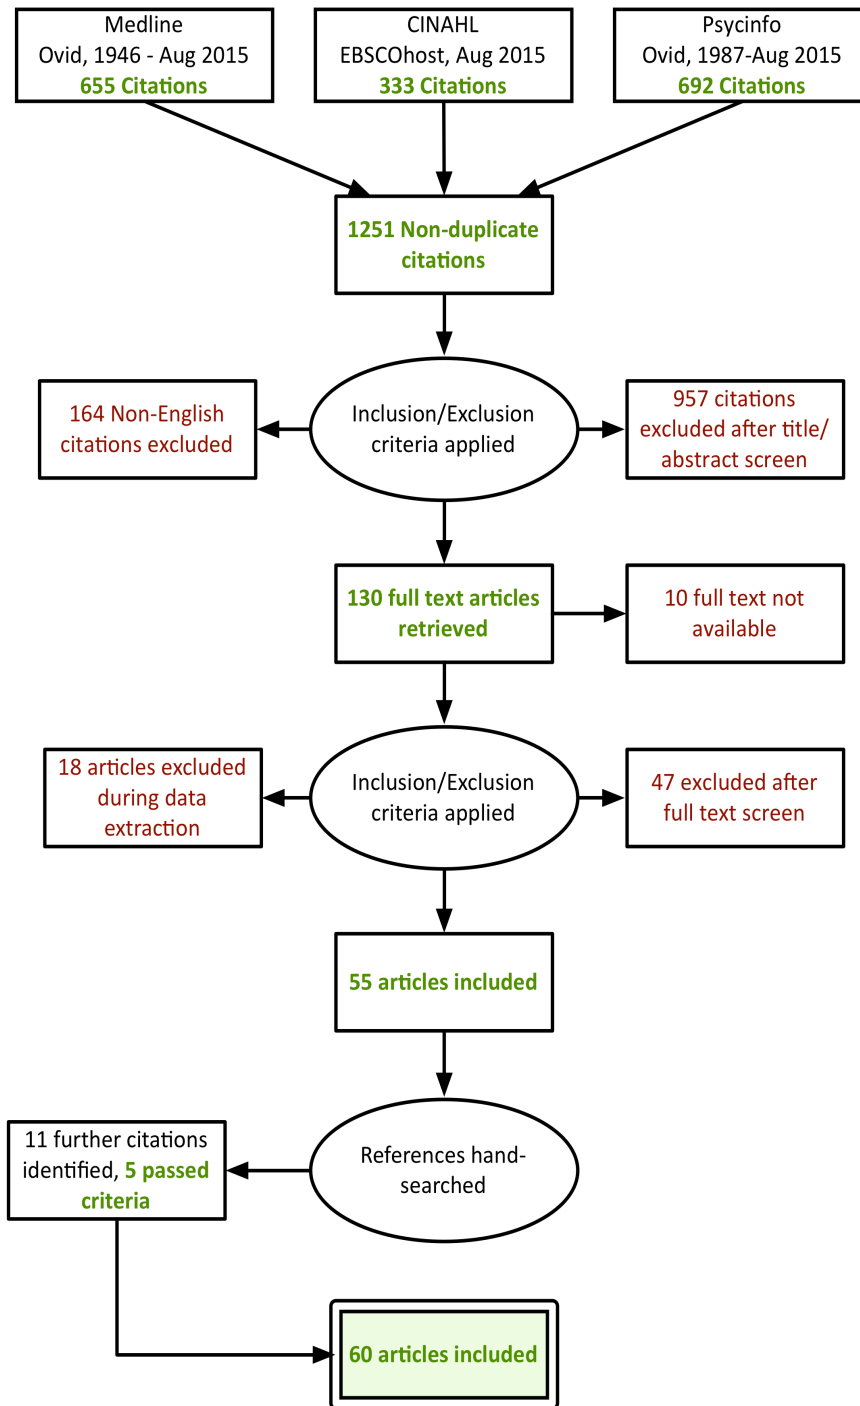 Medline
Ovid, 1946 - Aug 2015
655 Citations
CINAHL
EBSCOhost, Aug 2015
333 Citations
Psycinfo
Ovid, 1987-Aug 2015
692 Citations
1251 Non-duplicate
citations
164 Non-English
citations excluded
Inclusion/Exclusion
criteria applied
957 citations
excluded after title/
abstract screen
130 full text articles
retrieved
10 full text not
available
18 articles excluded
during data
extraction
Inclusion/Exclusion
criteria applied
47 excluded after
full text screen
55 articles included
11 further citations
identified, 5 passed
criteria
References hand-
searched
60 articles included